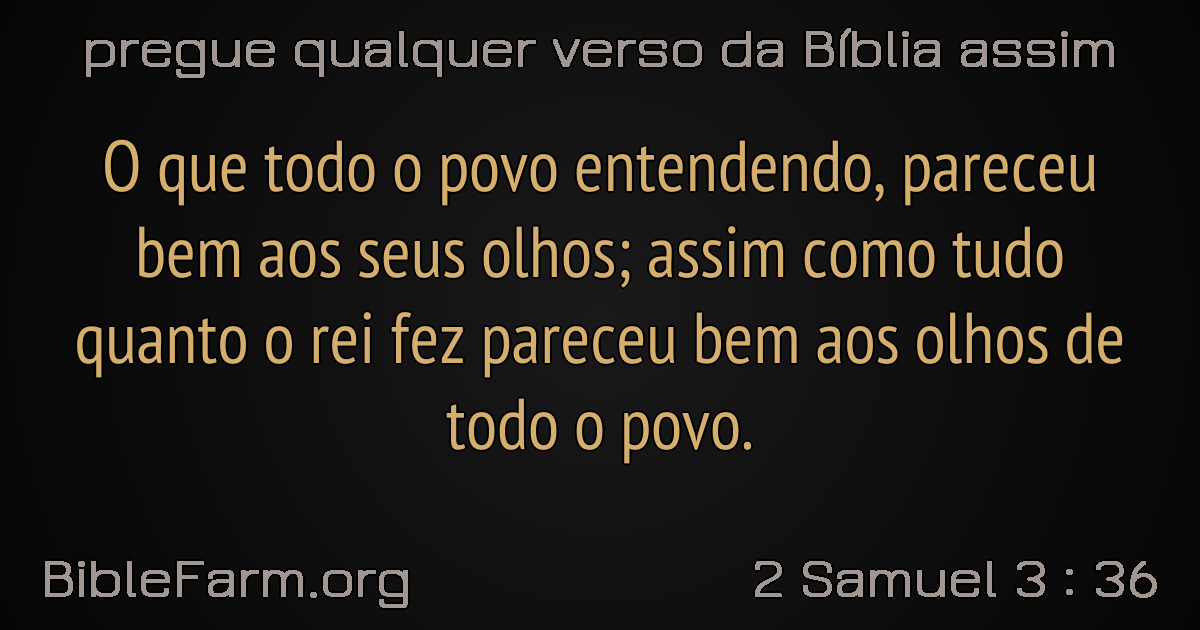 pregue qualquer verso da Bíblia assim
O que todo o povo entendendo, pareceu
bem aos seus olhos; assim como tudo
quanto o rei fez pareceu bem aos olhos de
todo o povo.
BibleFarm.org
2 Samuel 3 : 36